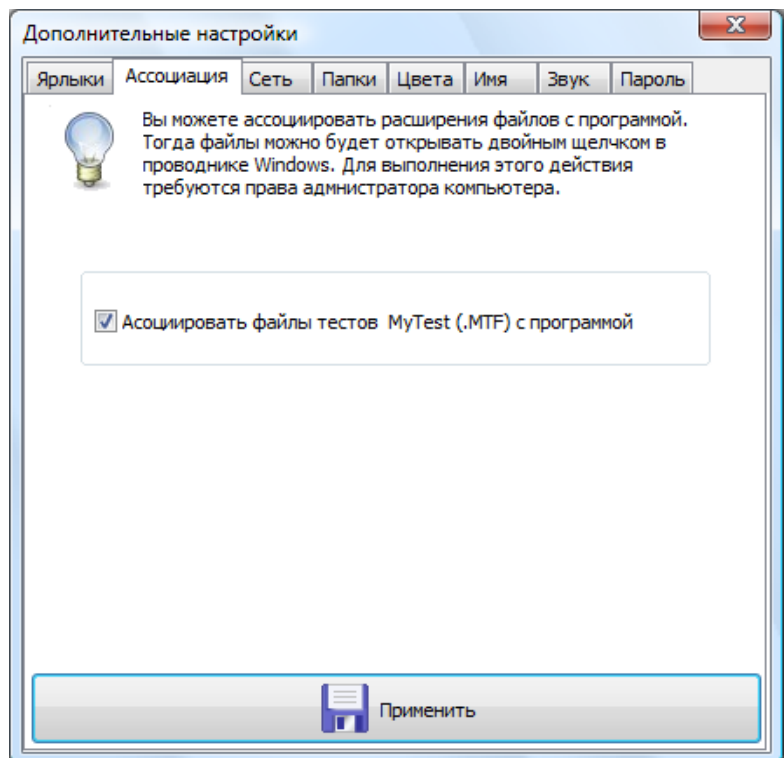 Дополнительные настройки
Ярлыки Ассоциация Сеть Папки Цвета Имя Звук Пароль
Вы можете ассоциировать расширения файлов с программой.
Тогда файлы можно будет открывать двойным щелчком в
проводнике Windows. Для выполнения этого действия
требуются права адмнистратора компьютера.
Асоциировать файлы тестов MyTest (.MTF) с программой
Применить